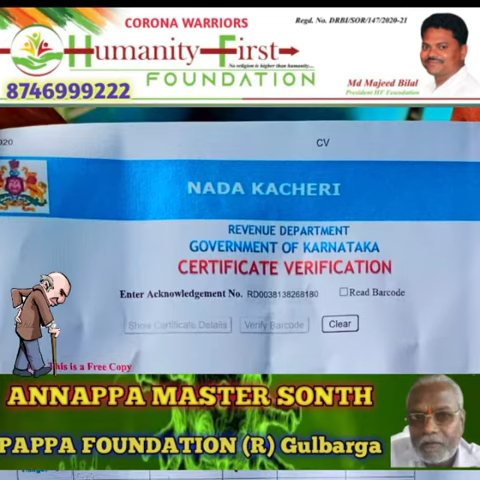 CORONA WARRIORS
Regd. No. DRBI/SOR/147/2020-21
Humanity First
No religion is higher than humanity....
FOUNDATION
8746999222
Md Majeed Bilal
President HF Foundation
CV
NADA KACHERI
REVENUE DEPARTMENT
GOVERNMENT OF KARNATAKA
CERTIFICATE VERIFICATION
Enter Acknowledgement No. RD0038138268180 Read Barcode
Show Certificate Details Verify Barcode Clear
This is a Free Copy
ANNAPPA MASTER SONTH
PAPPA FOUNDATION (R) Gulbarga